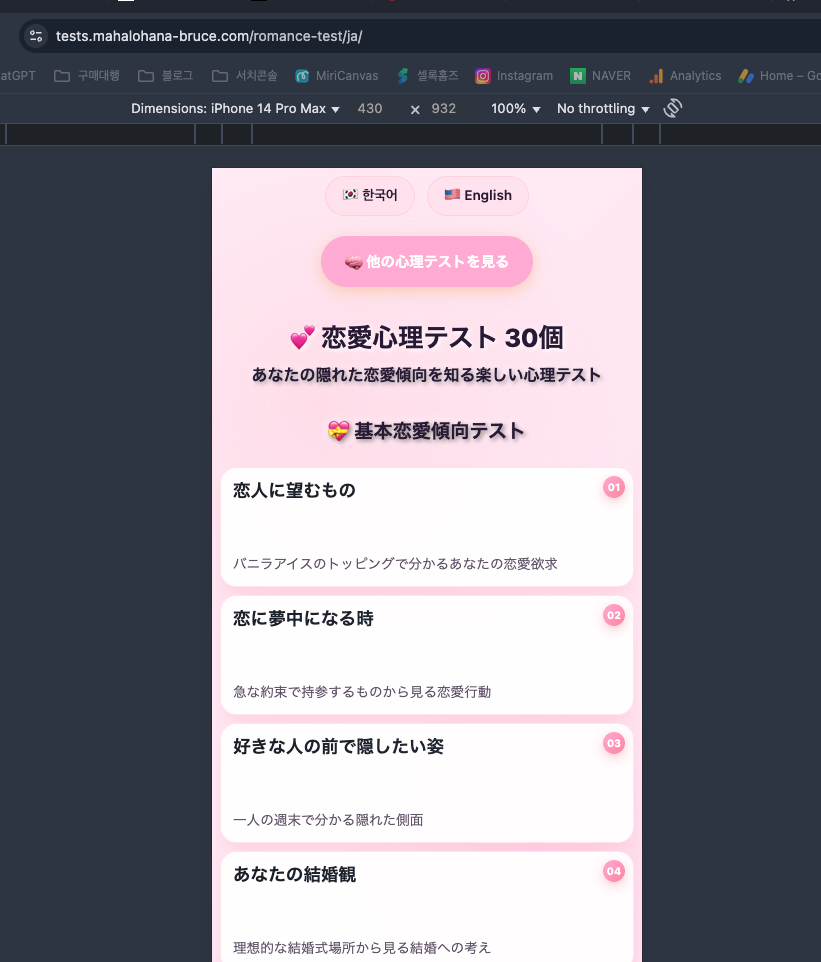 tests.mahalohana-bruce.com/romance-test/ja/
atGPT 구매대행 블로그 서치콘솔 MiriCanvas 셀록홈즈 Instagram NAVER Analytics Home – Go
Dimensions: iPhone 14 Pro Max 430 × 932 100% No throttling
한국어 English
他の心理テストを見る
恋愛心理テスト 30個
あなたの隠れた恋愛傾向を知る楽しい心理テスト
基本恋愛傾向テスト
恋人に望むもの 01
バニラアイスのトッピングで分かるあなたの恋愛欲求
恋に夢中になる時 02
急な約束で持参するものから見る恋愛行動
好きな人の前で隠したい姿 03
一人の週末で分かる隠れた側面
あなたの結婚観 04
理想的な結婚式場所から見る結婚への考え